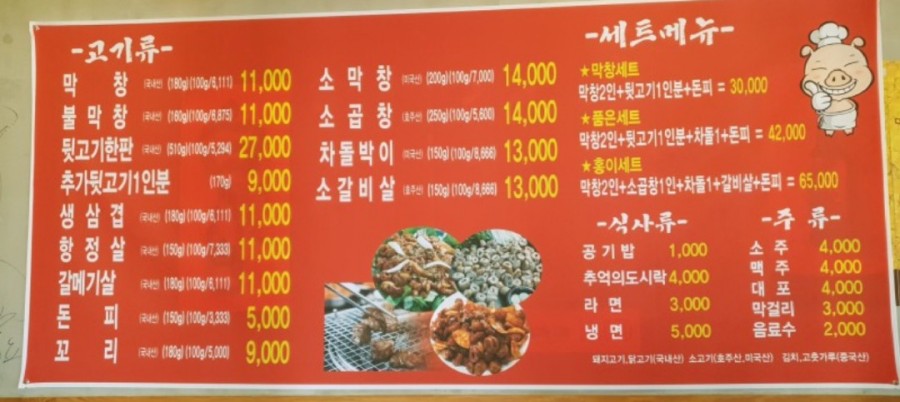 -고기류-
막 창 (국내산) (180g)(100g/6,111) 11,000
불막창 (국내산) (160g)(100g/6,875) 11,000
뒷고기한판 (국내산) (510g)(100g/5,294) 27,000
추가뒷고기1인분 (170g) 9,000
생삼겹 (국내산) (180g)(100g/6,111) 11,000
항정살 (국내산) (150g)(100g/7,333) 11,000
갈메기살 (국내산) (180g)(100g/6,111) 11,000
돈 피 (국내산) (150g)(100g/3,333) 5,000
꼬 리 (국내산) (180g)(100g/5,000) 9,000
소막창 (미국산) (200g)(100g/7,000) 14,000
소곱창 (호주산) (250g)(100g/5,600) 14,000
차돌박이 (미국산) (150g)(100g/8,666) 13,000
소갈비살 (호주산) (150g)(100g/8,666) 13,000
-세트메뉴-
★막창세트
막창2인+뒷고기1인분+돈피 = 30,000
★품은세트
막창2인+뒷고기1인분+차돌1+돈피 = 42,000
★홍이세트
막창2인+소곱창1인+차돌1+갈비살+돈피 = 65,000
-식사류-
공기밥 1,000
추억의도시락 4,000
라 면 3,000
냉 면 5,000
-주 류-
소 주 4,000
맥 주 4,000
대 포 4,000
막걸리 3,000
음료수 2,000
돼지고기,닭고기(국내산) 소고기(호주산,미국산) 김치,고춧가루(중국산)